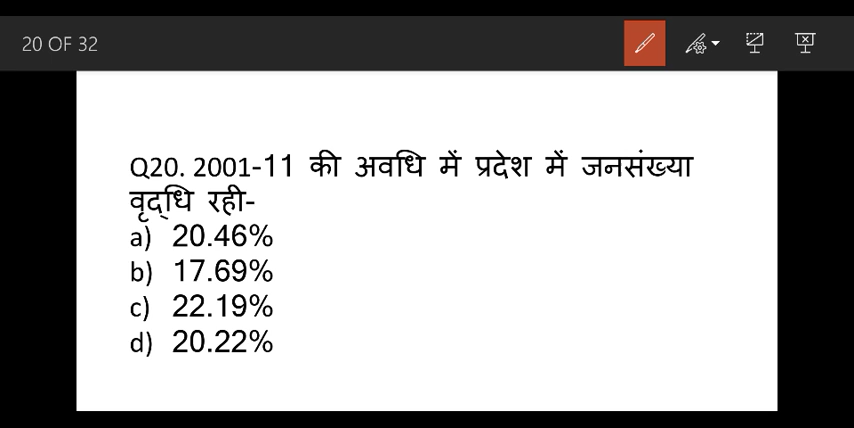 20 OF 32
Q20. 2001-11 की अवधि में प्रदेश में जनसंख्या
वृद्धि रही-
a) 20.46%
b) 17.69%
c) 22.19%
d) 20.22%